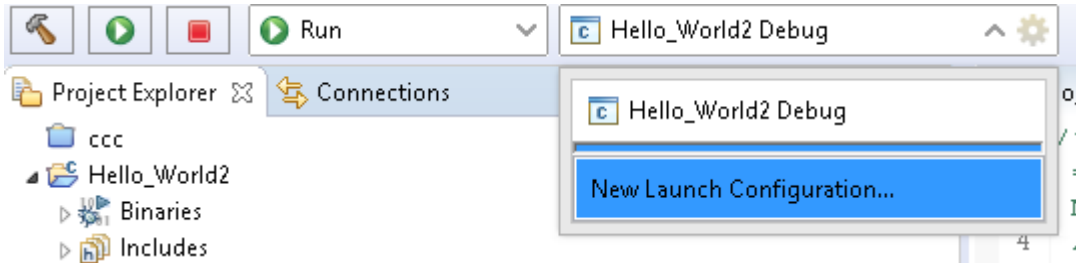 Run
Hello_World2 Debug
Project Explorer
Connections
Hello_World2 Debug
ccc
Hello_World2
New Launch Configuration...
Binaries
Includes
4